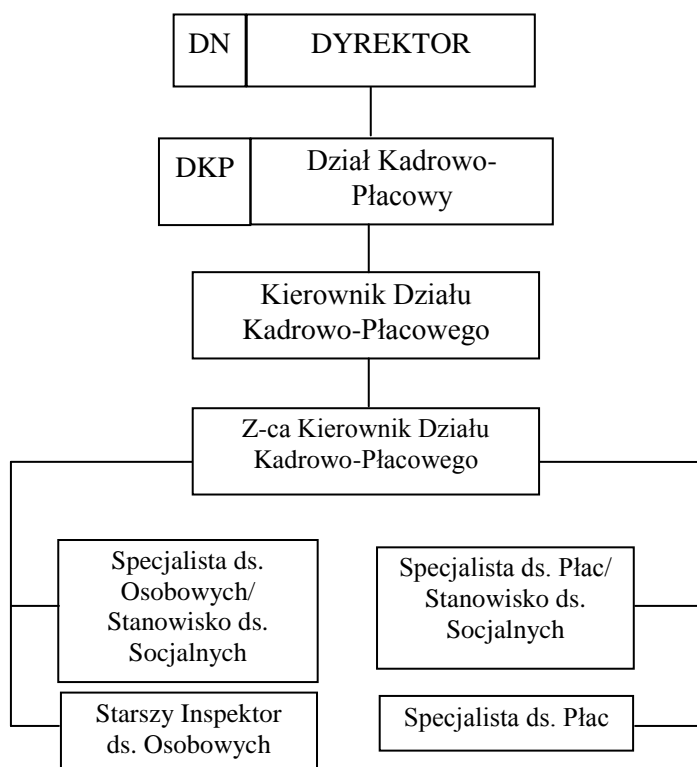 DN DYREKTOR
DKP Dział Kadrowo-
Płacowy
Kierownik Działu
Kadrowo-Płacowego
Z-ca Kierownik Działu
Kadrowo-Płacowego
Specjalista ds.
Osobowych/
Stanowisko ds.
Socjalnych
Specjalista ds. Płac/
Stanowisko ds.
Socjalnych
Starszy Inspektor
ds. Osobowych
Specjalista ds. Płac